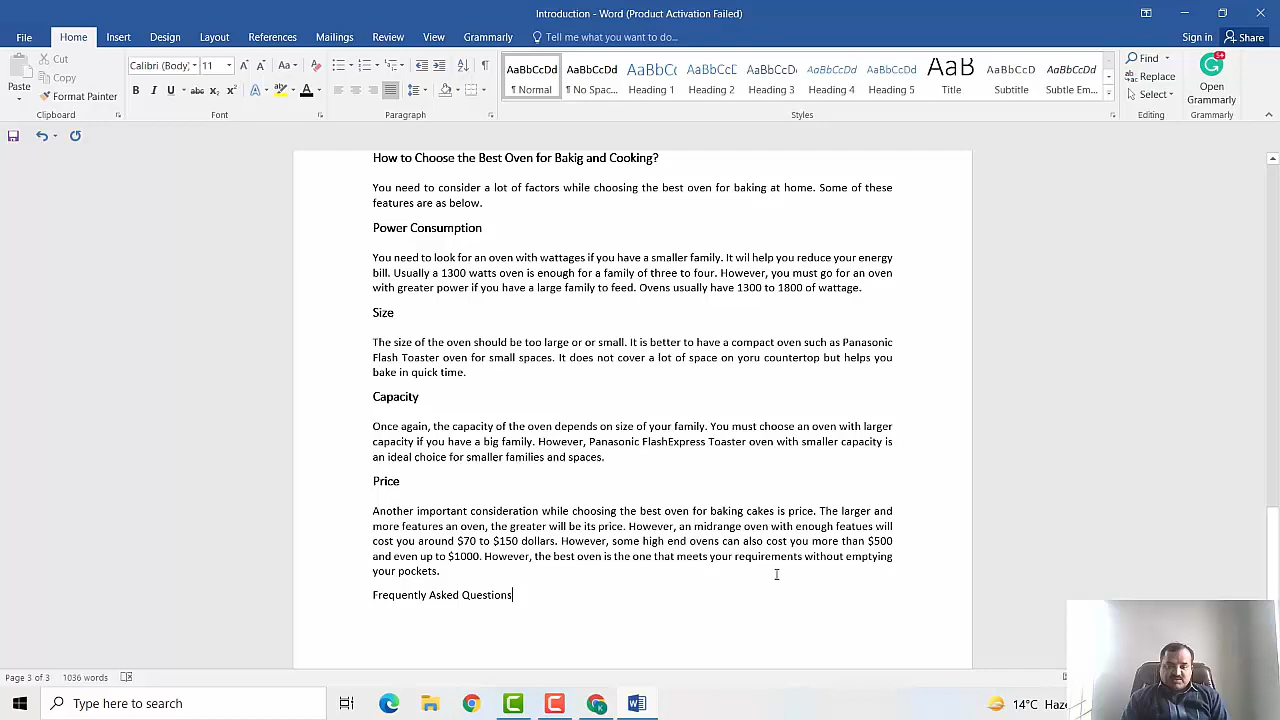 Introduction - Word (Product Activation Failed)
File Home Insert Design Layout References Mailings Review View Grammarly Tell me what you want to do... Sign in Share
Paste Cut Copy Format Painter Clipboard
Calibri (Body) 11 Aa B I U abc x₂ x² A A Font
Paragraph
AaBbCcDd ¶ Normal
AaBbCcDd ¶ No Spac...
AaBbC( Heading 1
AaBbCcD Heading 2
AaBbCcD Heading 3
AaBbCcDd Heading 4
AaBbCcDd Heading 5
AaB Title
AaBbCcD Subtitle
AaBbCcDd Subtle Em...
Styles
Find Replace Select Editing
Open Grammarly Grammarly
How to Choose the Best Oven for Bakig and Cooking?
You need to consider a lot of factors while choosing the best oven for baking at home. Some of these
features are as below.
Power Consumption
You need to look for an oven with wattages if you have a smaller family. It wil help you reduce your energy
bill. Usually a 1300 watts oven is enough for a family of three to four. However, you must go for an oven
with greater power if you have a large family to feed. Ovens usually have 1300 to 1800 of wattage.
Size
The size of the oven should be too large or or small. It is better to have a compact oven such as Panasonic
Flash Toaster oven for small spaces. It does not cover a lot of space on yoru countertop but helps you
bake in quick time.
Capacity
Once again, the capacity of the oven depends on size of your family. You must choose an oven with larger
capacity if you have a big family. However, Panasonic FlashExpress Toaster oven with smaller capacity is
an ideal choice for smaller families and spaces.
Price
Another important consideration while choosing the best oven for baking cakes is price. The larger and
more features an oven, the greater will be its price. However, an midrange oven with enough featues will
cost you around $70 to $150 dollars. However, some high end ovens can also cost you more than $500
and even up to $1000. However, the best oven is the one that meets your requirements without emptying
your pockets.
Frequently Asked Questions
Page 3 of 3 1036 words
Type here to search 14°C Haze